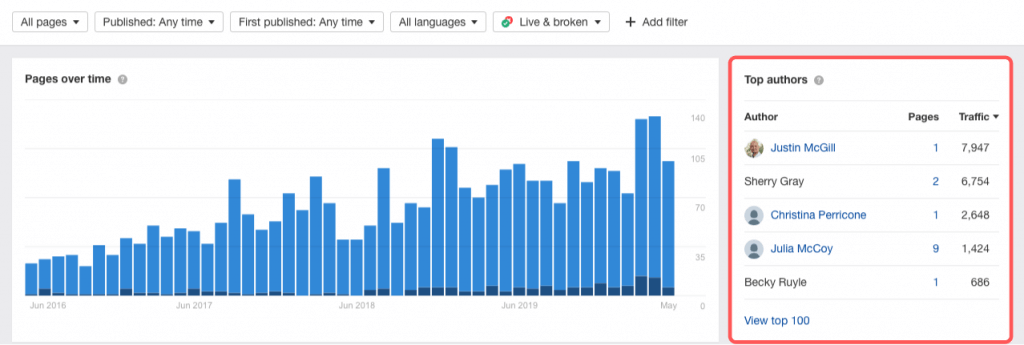 All pages Published: Any time First published: Any time All languages Live & broken + Add filter
Pages over time ?
140
105
70
35
0
Jun 2016 Jun 2017 Jun 2018 Jun 2019 May
Top authors ?
Author Pages Traffic
Justin McGill 1 7,947
Sherry Gray 2 6,754
Christina Perricone 1 2,648
Julia McCoy 9 1,424
Becky Ruyle 1 686
View top 100